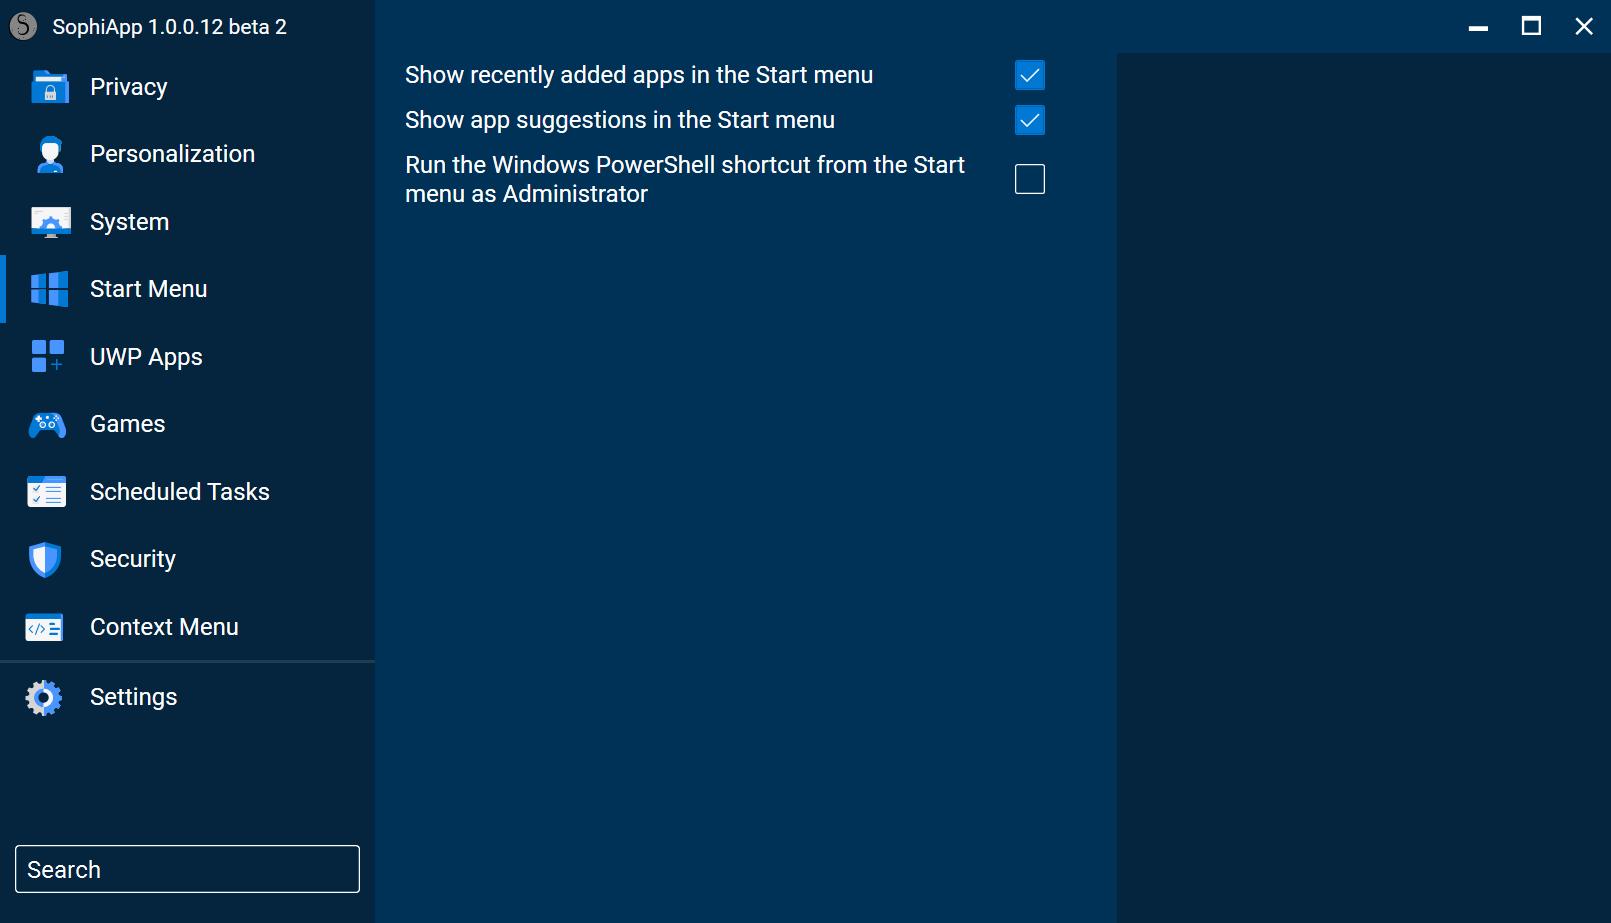 SophiApp 1.0.0.12 beta 2
Privacy
Personalization
System
Start Menu
UWP Apps
Games
Scheduled Tasks
Security
Context Menu
Settings
Search
Show recently added apps in the Start menu
Show app suggestions in the Start menu
Run the Windows PowerShell shortcut from the Start
menu as Administrator